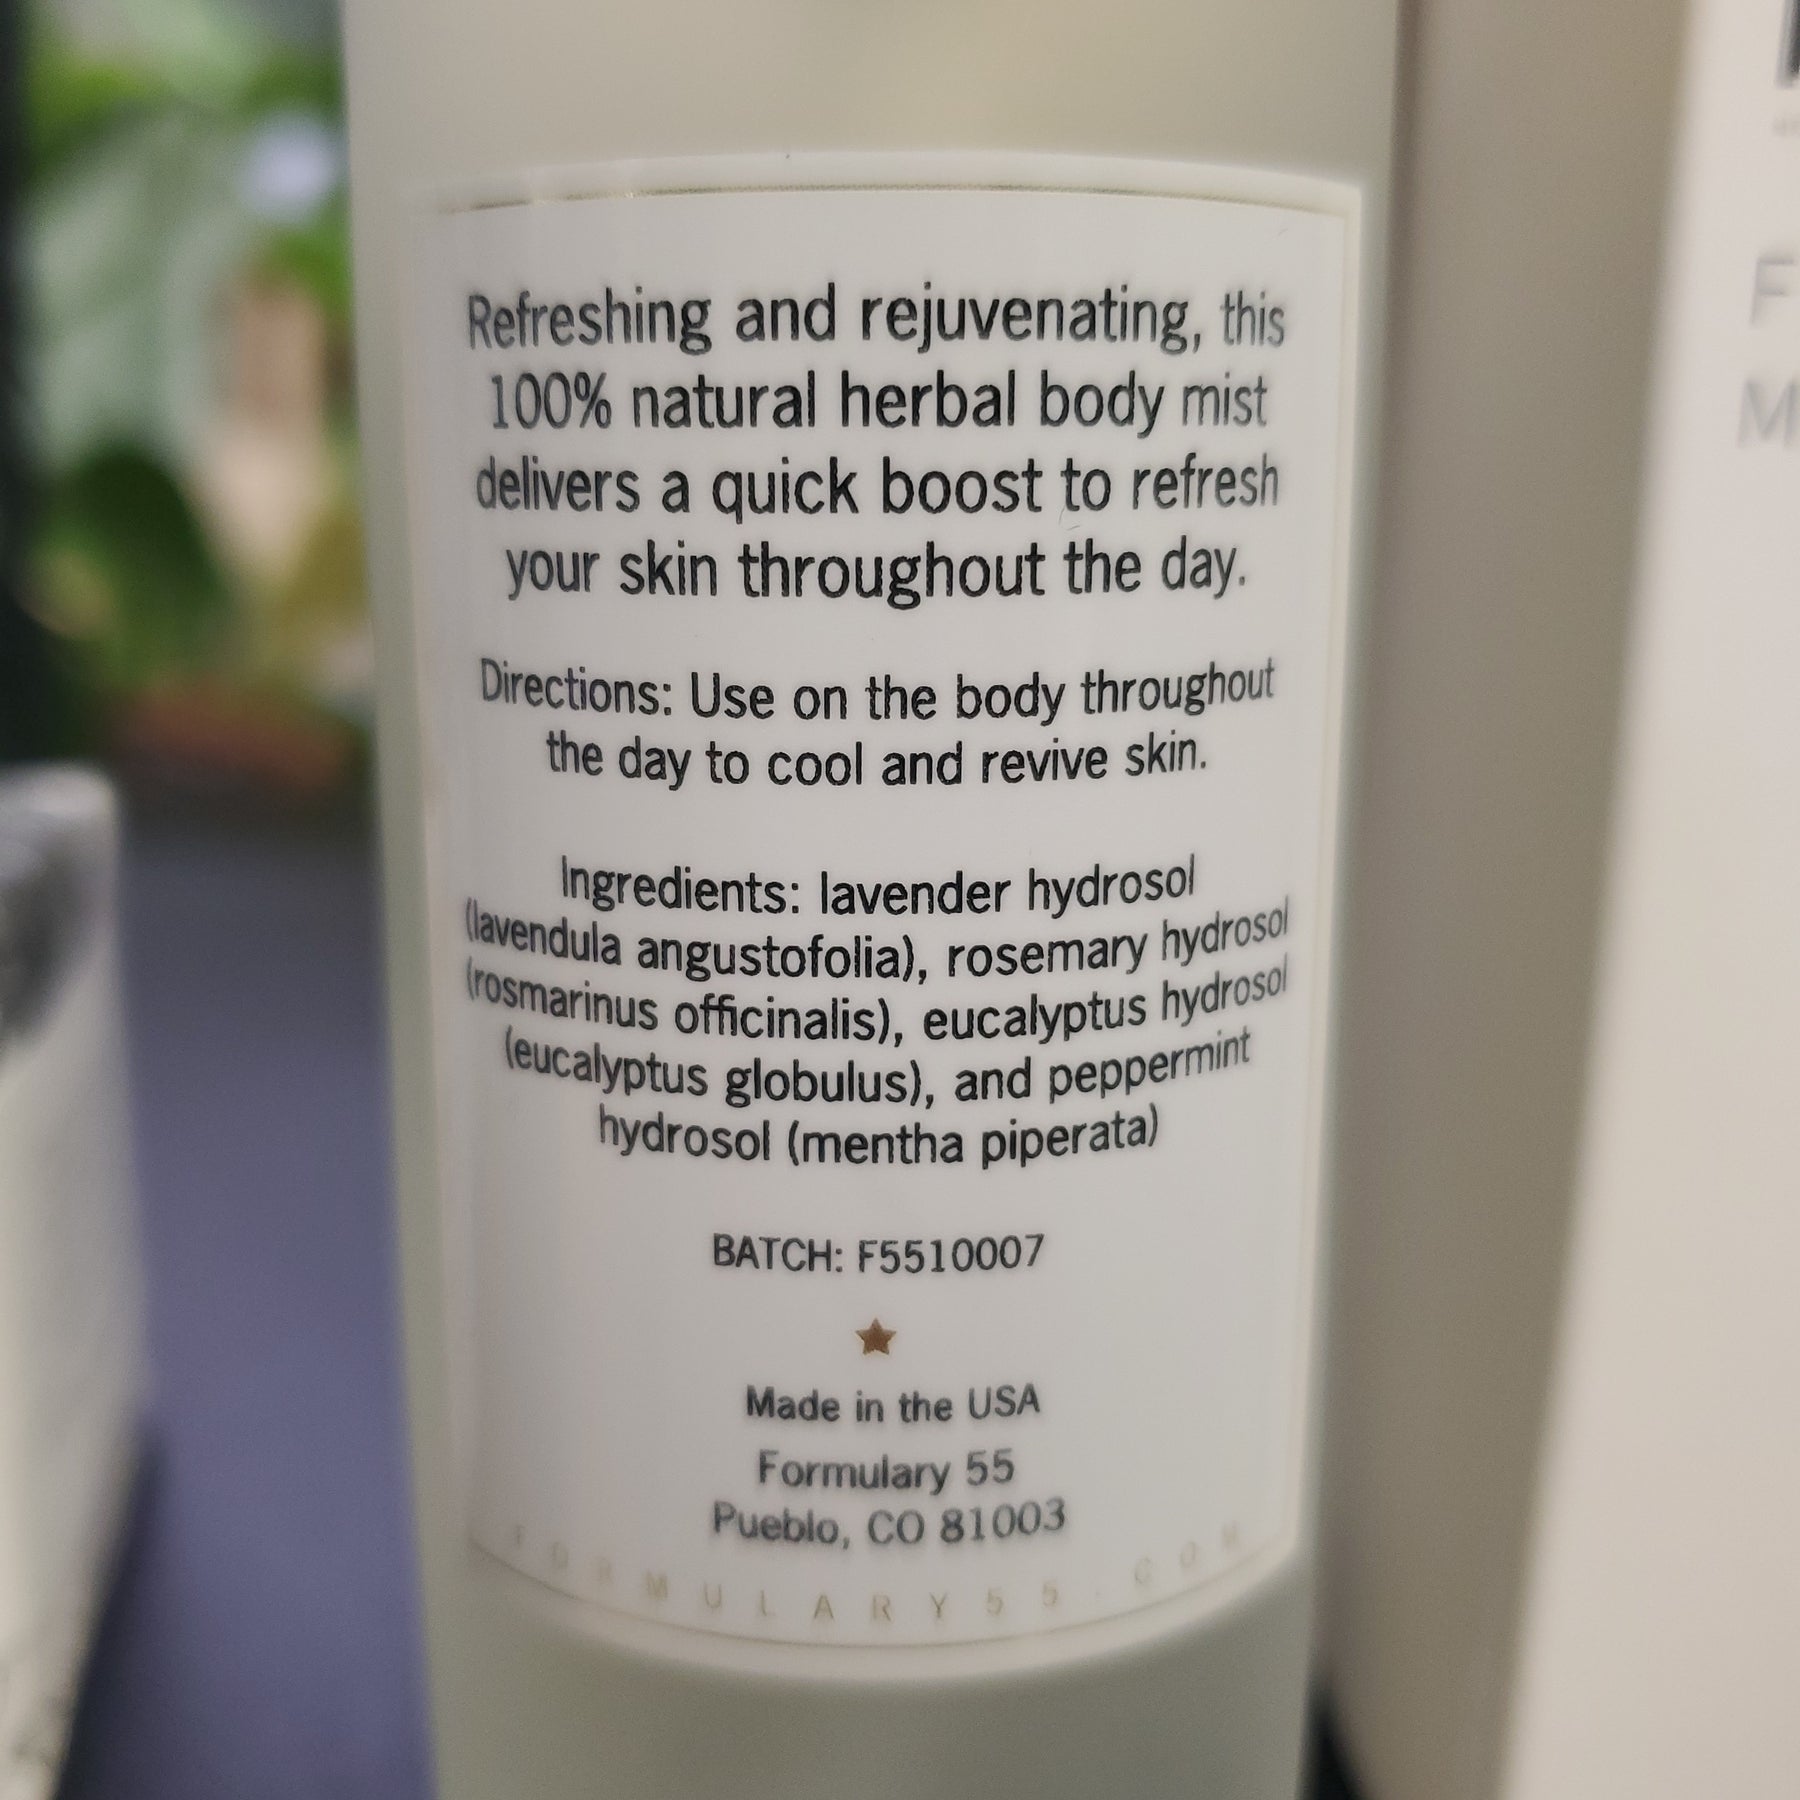 Refreshing and rejuvenating, this
100% natural herbal body mist
delivers a quick boost to refresh
your skin throughout the day.
Directions: Use on the body throughout
the day to cool and revive skin.
Ingredients: lavender hydrosol
(lavendula angustofolia), rosemary hydrosol
(rosmarinus officinalis), eucalyptus hydrosol
(eucalyptus globulus), and peppermint
hydrosol (mentha piperata)
BATCH: F5510007
Made in the USA
Formulary 55
Pueblo, CO 81003
FORMULARY55.COM